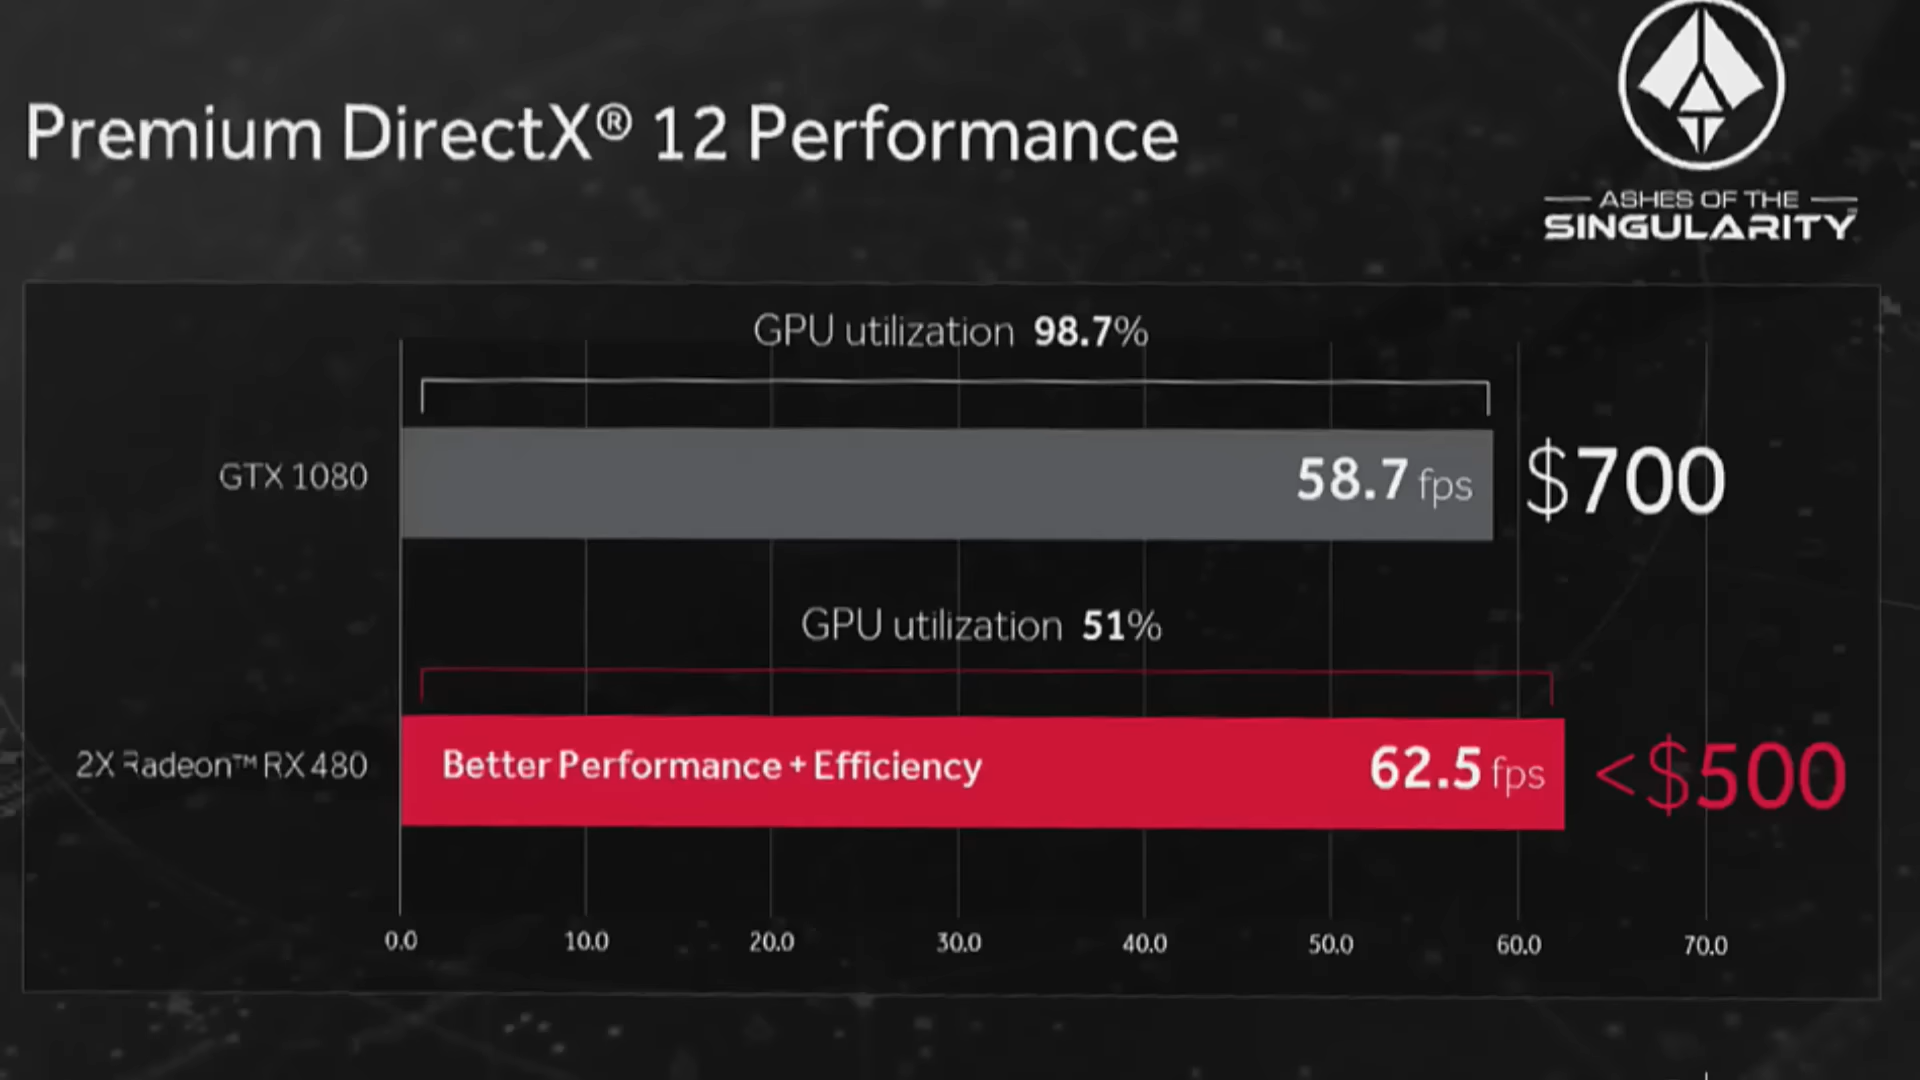 Premium DirectX® 12 Performance
ASHES OF THE
SINGULARITY
GPU utilization 98.7%
GTX 1080
58.7 fps
$700
GPU utilization 51%
2X Radeon™ RX 480
Better Performance + Efficiency
62.5 fps
<$500
0.0 10.0 20.0 30.0 40.0 50.0 60.0 70.0